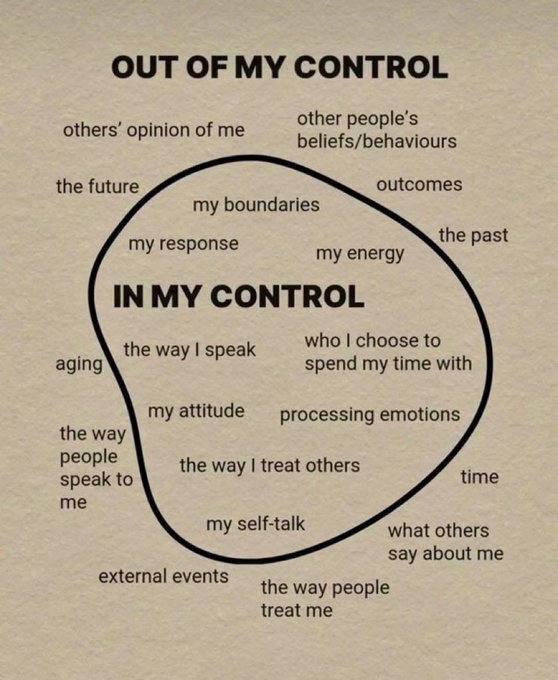 OUT OF MY CONTROL
others' opinion of me
other people's
beliefs/behaviours
the future
outcomes
my boundaries
the past
my response
my energy
IN MY CONTROL
the way I speak
who I choose to
spend my time with
aging
my attitude
processing emotions
the way
people
speak to
me
the way I treat others
time
my self-talk
what others
say about me
external events
the way people
treat me